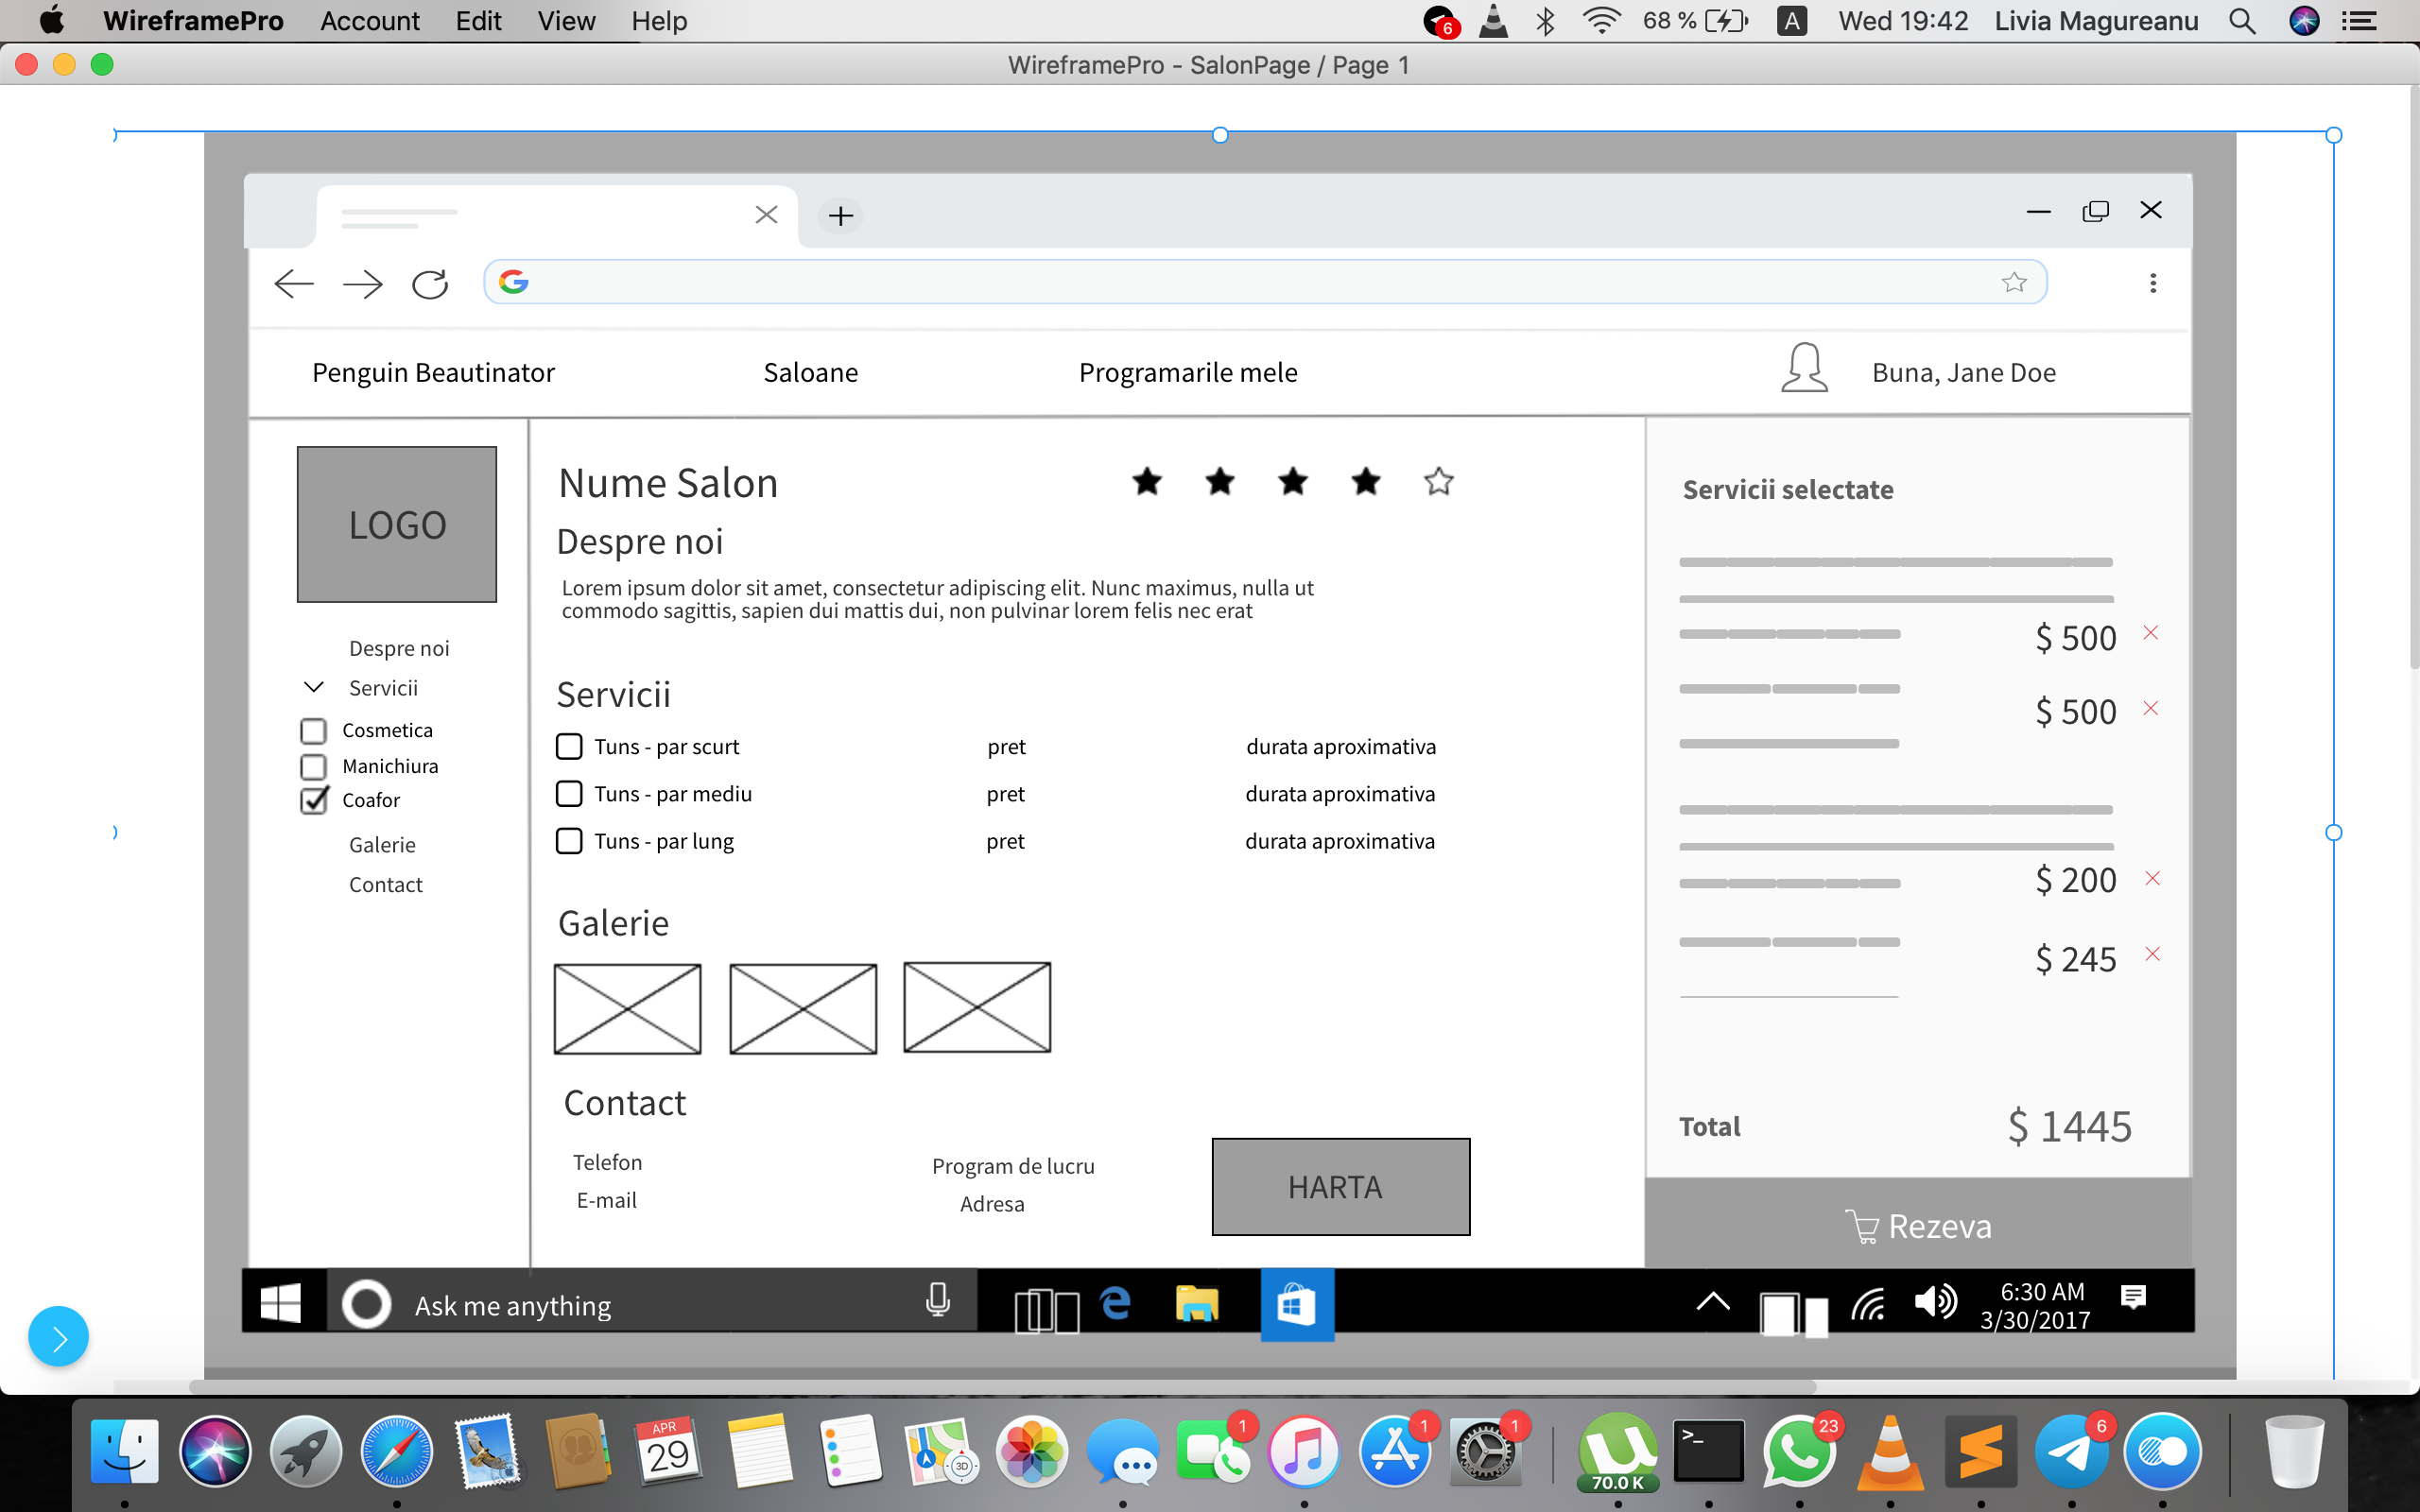 WireframePro Account Edit View Help
6 68 % A Wed 19:42 Livia Magureanu
WireframePro - SalonPage / Page 1
Penguin Beautinator Saloane Programarile mele Buna, Jane Doe
LOGO
Despre noi
Servicii
Cosmetica
Manichiura
Coafor
Galerie
Contact
Nume Salon
Despre noi
Lorem ipsum dolor sit amet, consectetur adipiscing elit. Nunc maximus, nulla ut
commodo sagittis, sapien dui mattis dui, non pulvinar lorem felis nec erat
Servicii
Tuns - par scurt pret durata aproximativa
Tuns - par mediu pret durata aproximativa
Tuns - par lung pret durata aproximativa
Galerie
Contact
Telefon Program de lucru
E-mail Adresa
HARTA
Servicii selectate
$ 500
$ 500
$ 200
$ 245
Total $ 1445
Rezeva
Ask me anything
6:30 AM
3/30/2017
APR
29
3D
1
1
1
70.0 K
>_
23
6